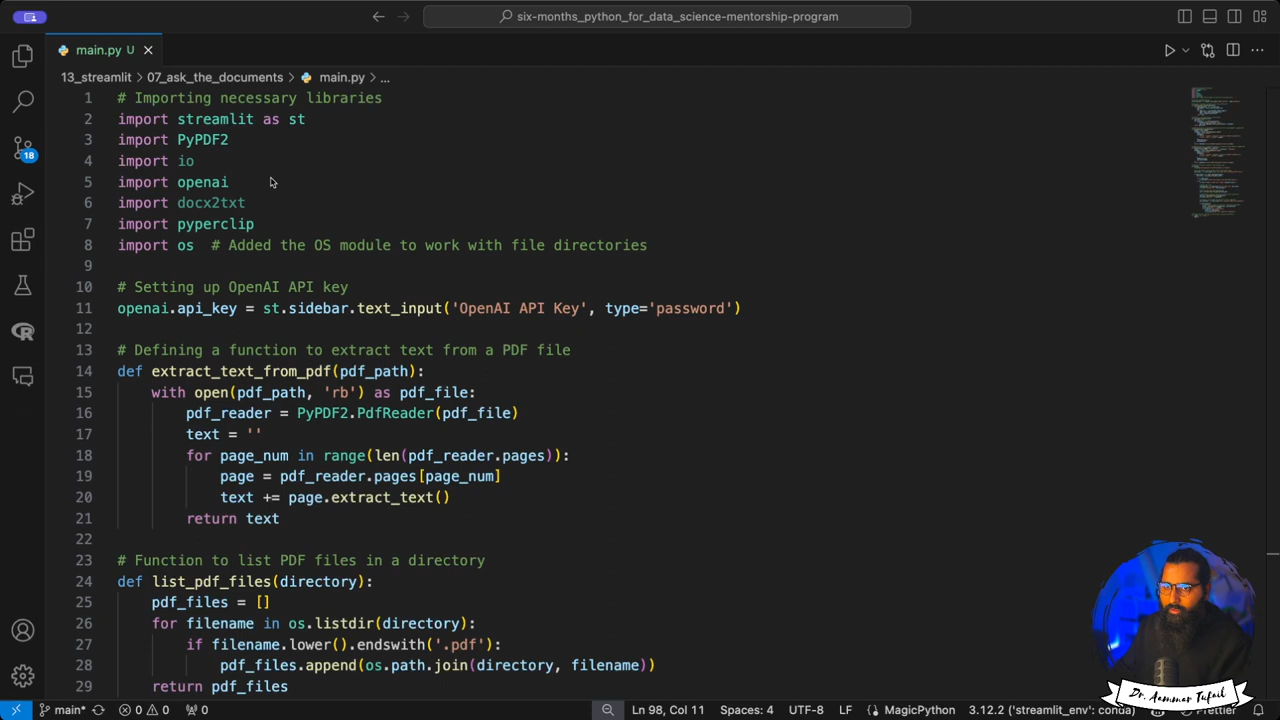 six-months_python_for_data_science-mentorship-program
main.py U
13_streamlit > 07_ask_the_documents > main.py > ...
1 # Importing necessary libraries
2 import streamlit as st
3 import PyPDF2
4 import io
5 import openai
6 import docx2txt
7 import pyperclip
8 import os # Added the OS module to work with file directories
9
10 # Setting up OpenAI API key
11 openai.api_key = st.sidebar.text_input('OpenAI API Key', type='password')
12
13 # Defining a function to extract text from a PDF file
14 def extract_text_from_pdf(pdf_path):
15 with open(pdf_path, 'rb') as pdf_file:
16 pdf_reader = PyPDF2.PdfReader(pdf_file)
17 text = ''
18 for page_num in range(len(pdf_reader.pages)):
19 page = pdf_reader.pages[page_num]
20 text += page.extract_text()
21 return text
22
23 # Function to list PDF files in a directory
24 def list_pdf_files(directory):
25 pdf_files = []
26 for filename in os.listdir(directory):
27 if filename.lower().endswith('.pdf'):
28 pdf_files.append(os.path.join(directory, filename))
29 return pdf_files
18
R
Dr. Aammar Tufail
main* 0 0 0 Ln 98, Col 11 Spaces: 4 UTF-8 LF MagicPython 3.12.2 ('streamlit_env': conda) Prettier